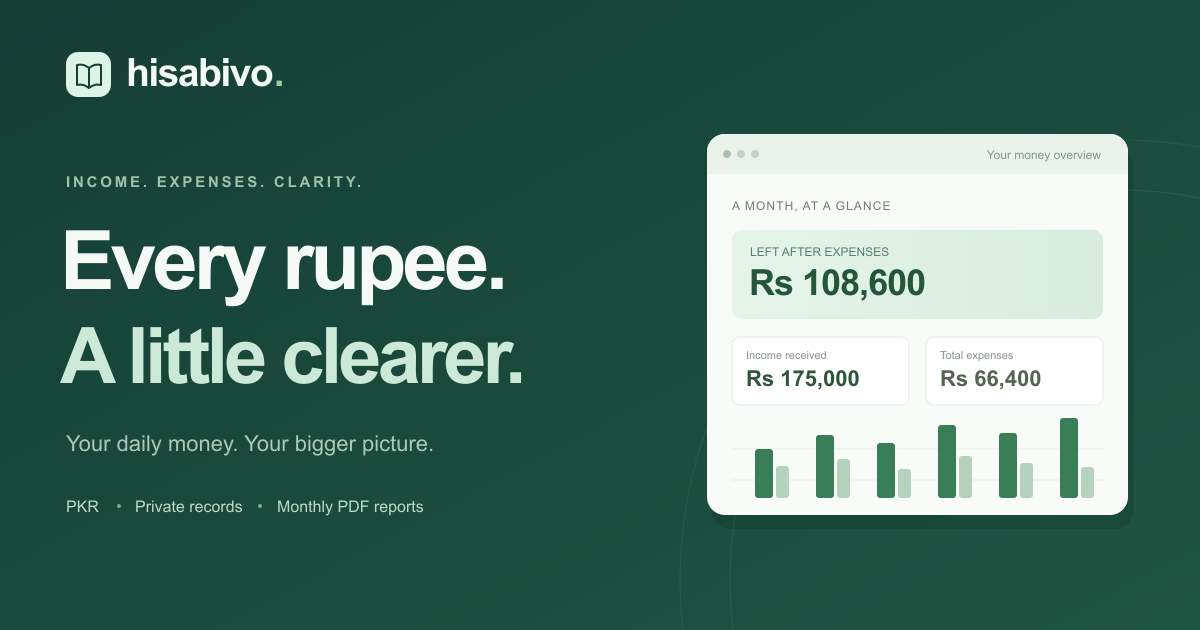 hisabivo.
INCOME. EXPENSES. CLARITY.
Every rupee.
A little clearer.
Your daily money. Your bigger picture.
PKR • Private records • Monthly PDF reports
Your money overview
A MONTH, AT A GLANCE
LEFT AFTER EXPENSES
Rs 108,600
Income received
Rs 175,000
Total expenses
Rs 66,400